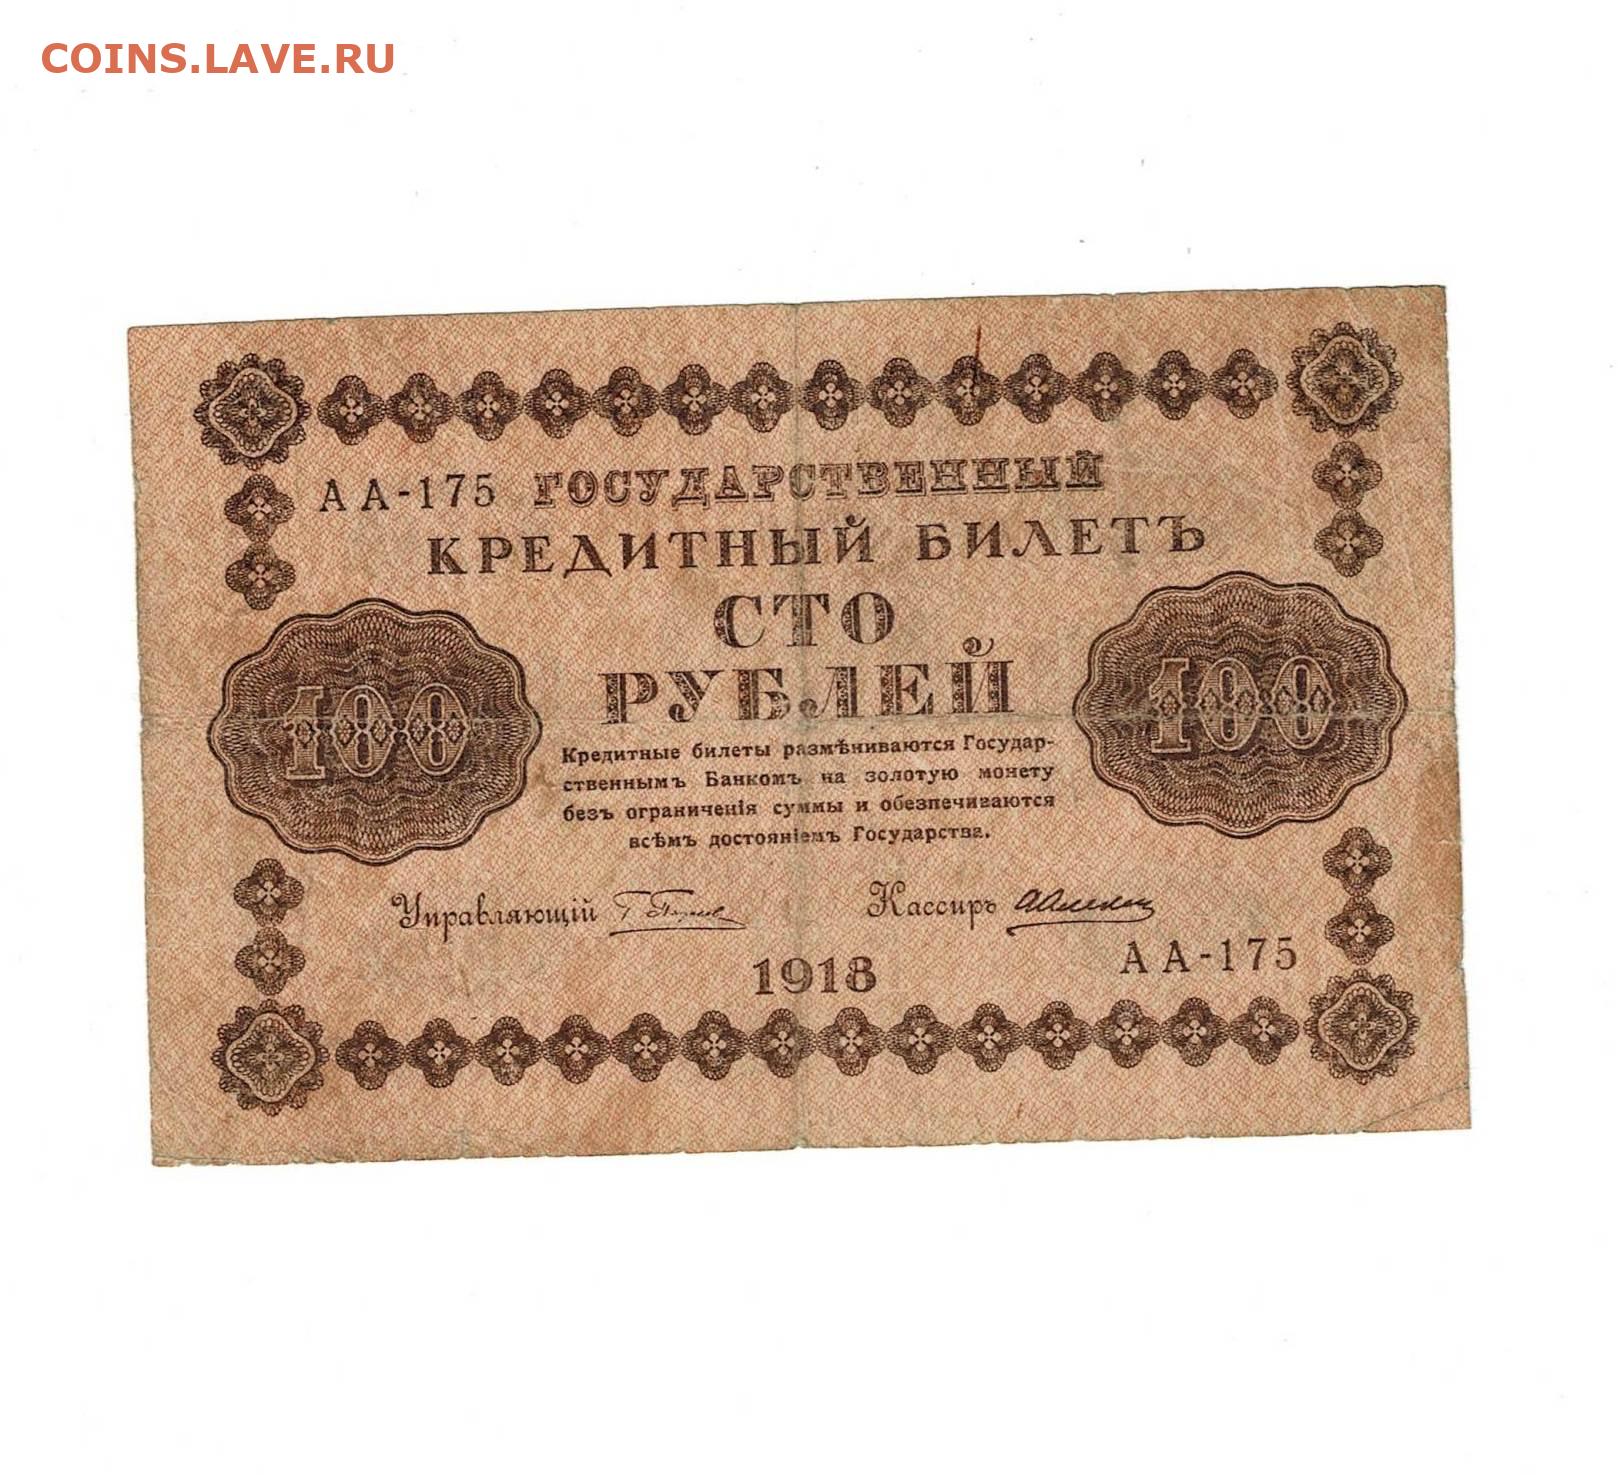 COINS.LAVE.RU
АА-175 ГОСУДАРСТВЕННЫЙ
КРЕДИТНЫЙ БИЛЕТЪ
СТО
РУБЛЕЙ
100
100
Кредитные билеты размѣниваются Государ-
ственнымъ Банкомъ на золотую монету
безъ ограниченія суммы и обезпечиваются
всѣмъ достояніемъ Государства.
Управляющій
Кассиръ
АА-175
1918